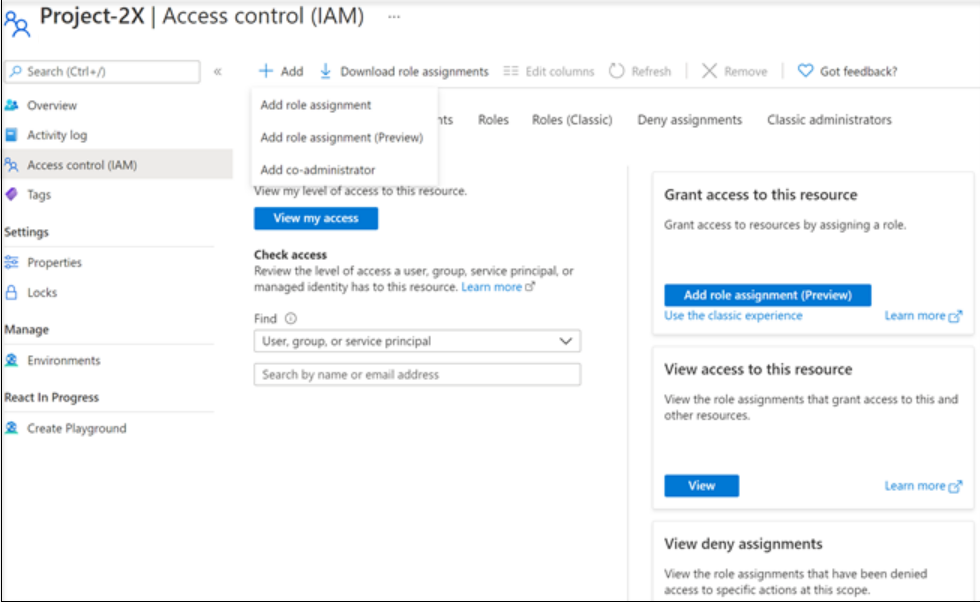 Project-2X | Access control (IAM) ...
Search (Ctrl+/)
«
Add
Download role assignments
Edit columns
Refresh
Remove
Got feedback?
Overview
Activity log
Access control (IAM)
Tags
Settings
Properties
Locks
Manage
Environments
React In Progress
Create Playground
Add role assignment
Add role assignment (Preview)
Add co-administrator
nts
Roles
Roles (Classic)
Deny assignments
Classic administrators
View my level of access to this resource.
View my access
Check access
Review the level of access a user, group, service principal, or
managed identity has to this resource. Learn more
Find
User, group, or service principal
Search by name or email address
Grant access to this resource
Grant access to resources by assigning a role.
Add role assignment (Preview)
Use the classic experience
Learn more
View access to this resource
View the role assignments that grant access to this and
other resources.
View
Learn more
View deny assignments
View the role assignments that have been denied
access to specific actions at this scope.